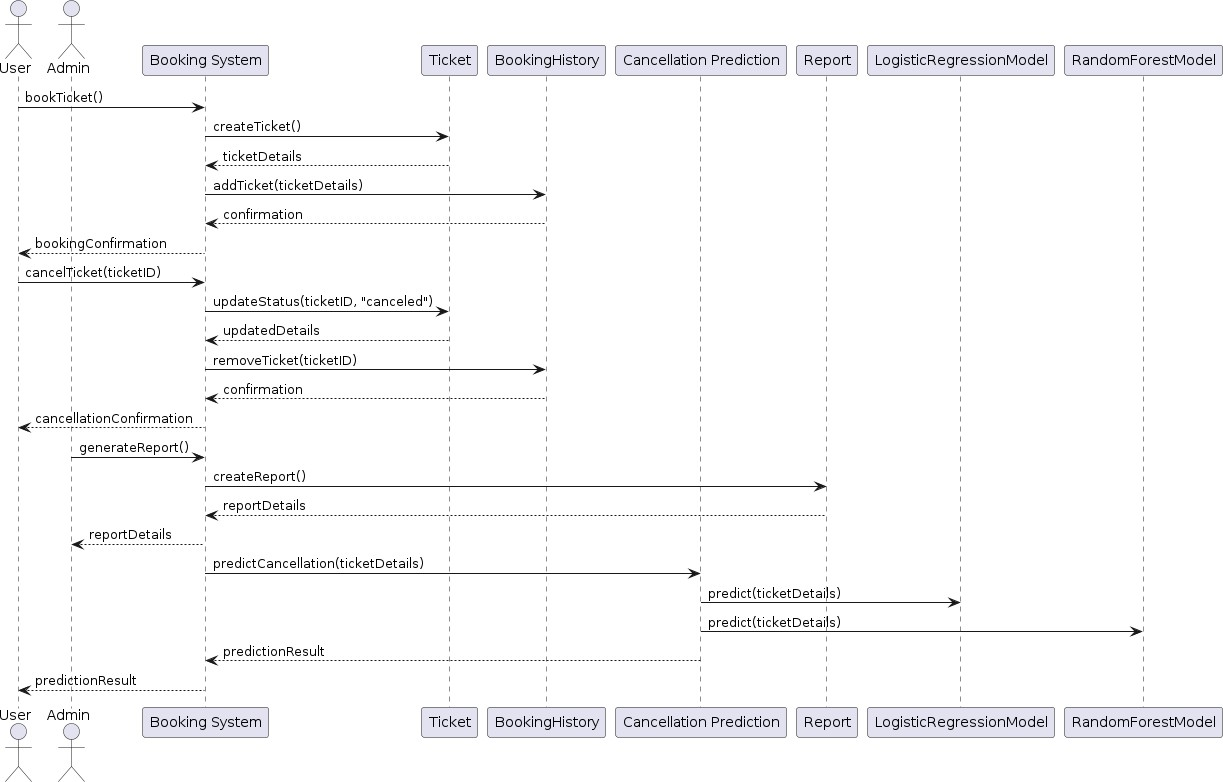 User
Admin
Booking System
Ticket
BookingHistory
Cancellation Prediction
Report
LogisticRegressionModel
RandomForestModel
bookTicket()
createTicket()
ticketDetails
addTicket(ticketDetails)
confirmation
bookingConfirmation
cancelTicket(ticketID)
updateStatus(ticketID, "canceled")
updatedDetails
removeTicket(ticketID)
confirmation
cancellationConfirmation
generateReport()
createReport()
reportDetails
reportDetails
predictCancellation(ticketDetails)
predict(ticketDetails)
predict(ticketDetails)
predictionResult
predictionResult
User
Admin
Booking System
Ticket
BookingHistory
Cancellation Prediction
Report
LogisticRegressionModel
RandomForestModel